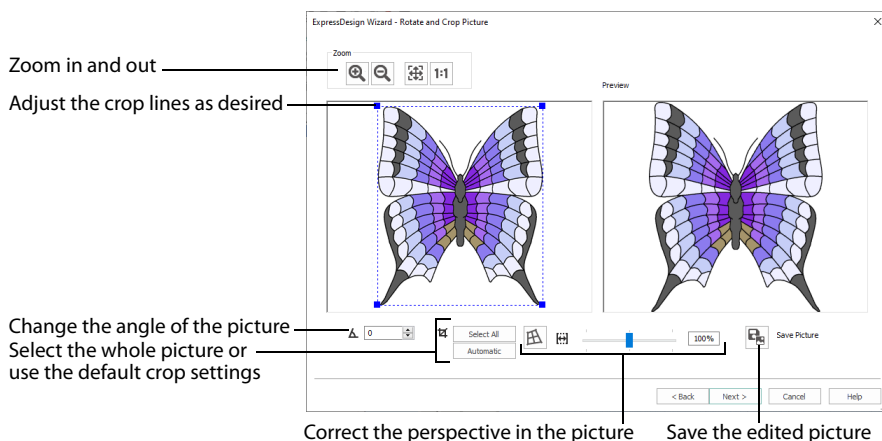 ExpressDesign Wizard - Rotate and Crop Picture
Zoom
Zoom in and out
1:1
Preview
Adjust the crop lines as desired
Change the angle of the picture
0
Select All
100%
Save Picture
Select the whole picture or
use the default crop settings
Automatic
< Back
Next >
Cancel
Help
Correct the perspective in the picture
Save the edited picture